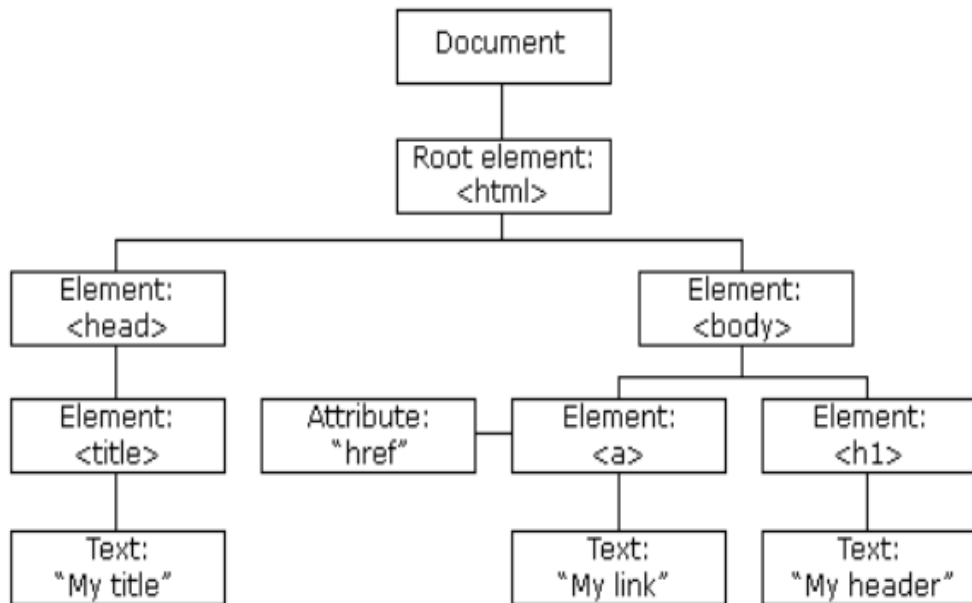 Document
Root element:
<html>
Element:
<head>
Element:
<body>
Element:
<title>
Attribute:
“href”
Element:
<a>
Element:
<h1>
Text:
“My title”
Text:
“My link”
Text:
“My header”